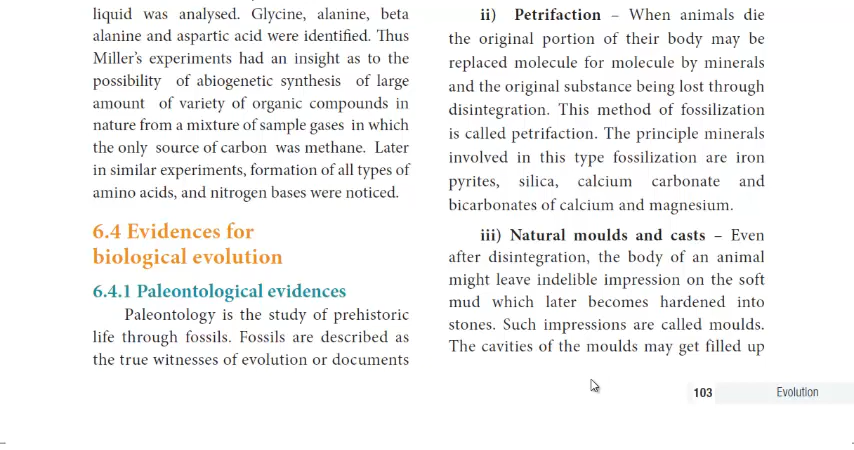 liquid was analysed. Glycine, alanine, beta
alanine and aspartic acid were identified. Thus
Miller's experiments had an insight as to the
possibility of abiogenetic synthesis of large
amount of variety of organic compounds in
nature from a mixture of sample gases in which
the only source of carbon was methane. Later
in similar experiments, formation of all types of
amino acids, and nitrogen bases were noticed.
6.4 Evidences for
biological evolution
6.4.1 Paleontological evidences
Paleontology is the study of prehistoric
life through fossils. Fossils are described as
the true witnesses of evolution or documents
ii) Petrifaction – When animals die
the original portion of their body may be
replaced molecule for molecule by minerals
and the original substance being lost through
disintegration. This method of fossilization
is called petrifaction. The principle minerals
involved in this type fossilization are iron
pyrites, silica, calcium carbonate and
bicarbonates of calcium and magnesium.
iii) Natural moulds and casts – Even
after disintegration, the body of an animal
might leave indelible impression on the soft
mud which later becomes hardened into
stones. Such impressions are called moulds.
The cavities of the moulds may get filled up
103 Evolution